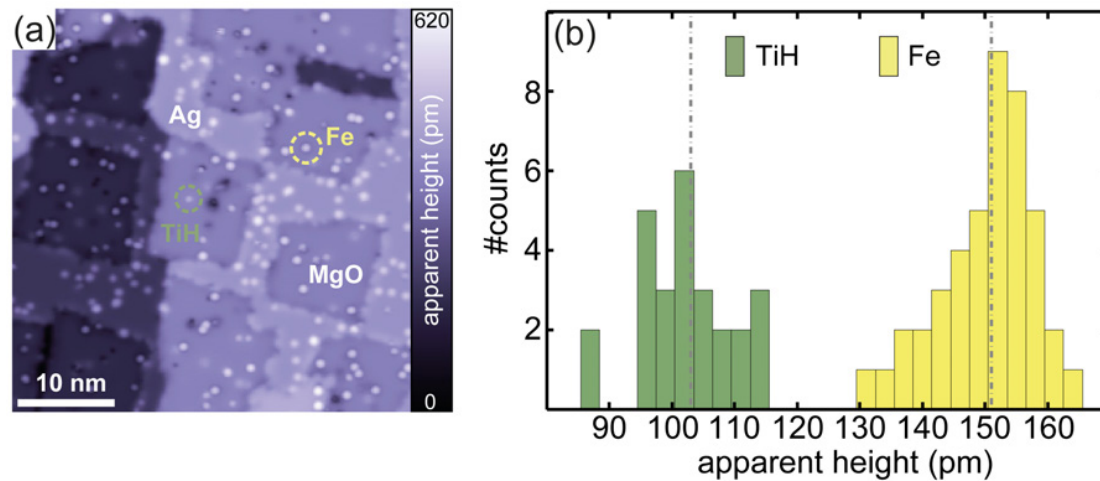 (a)
Ag
Fe
TiH
MgO
10 nm
620
apparent height (pm)
0
(b)
TiH
Fe
#counts
8
6
4
2
90 100 110 120 130 140 150 160
apparent height (pm)